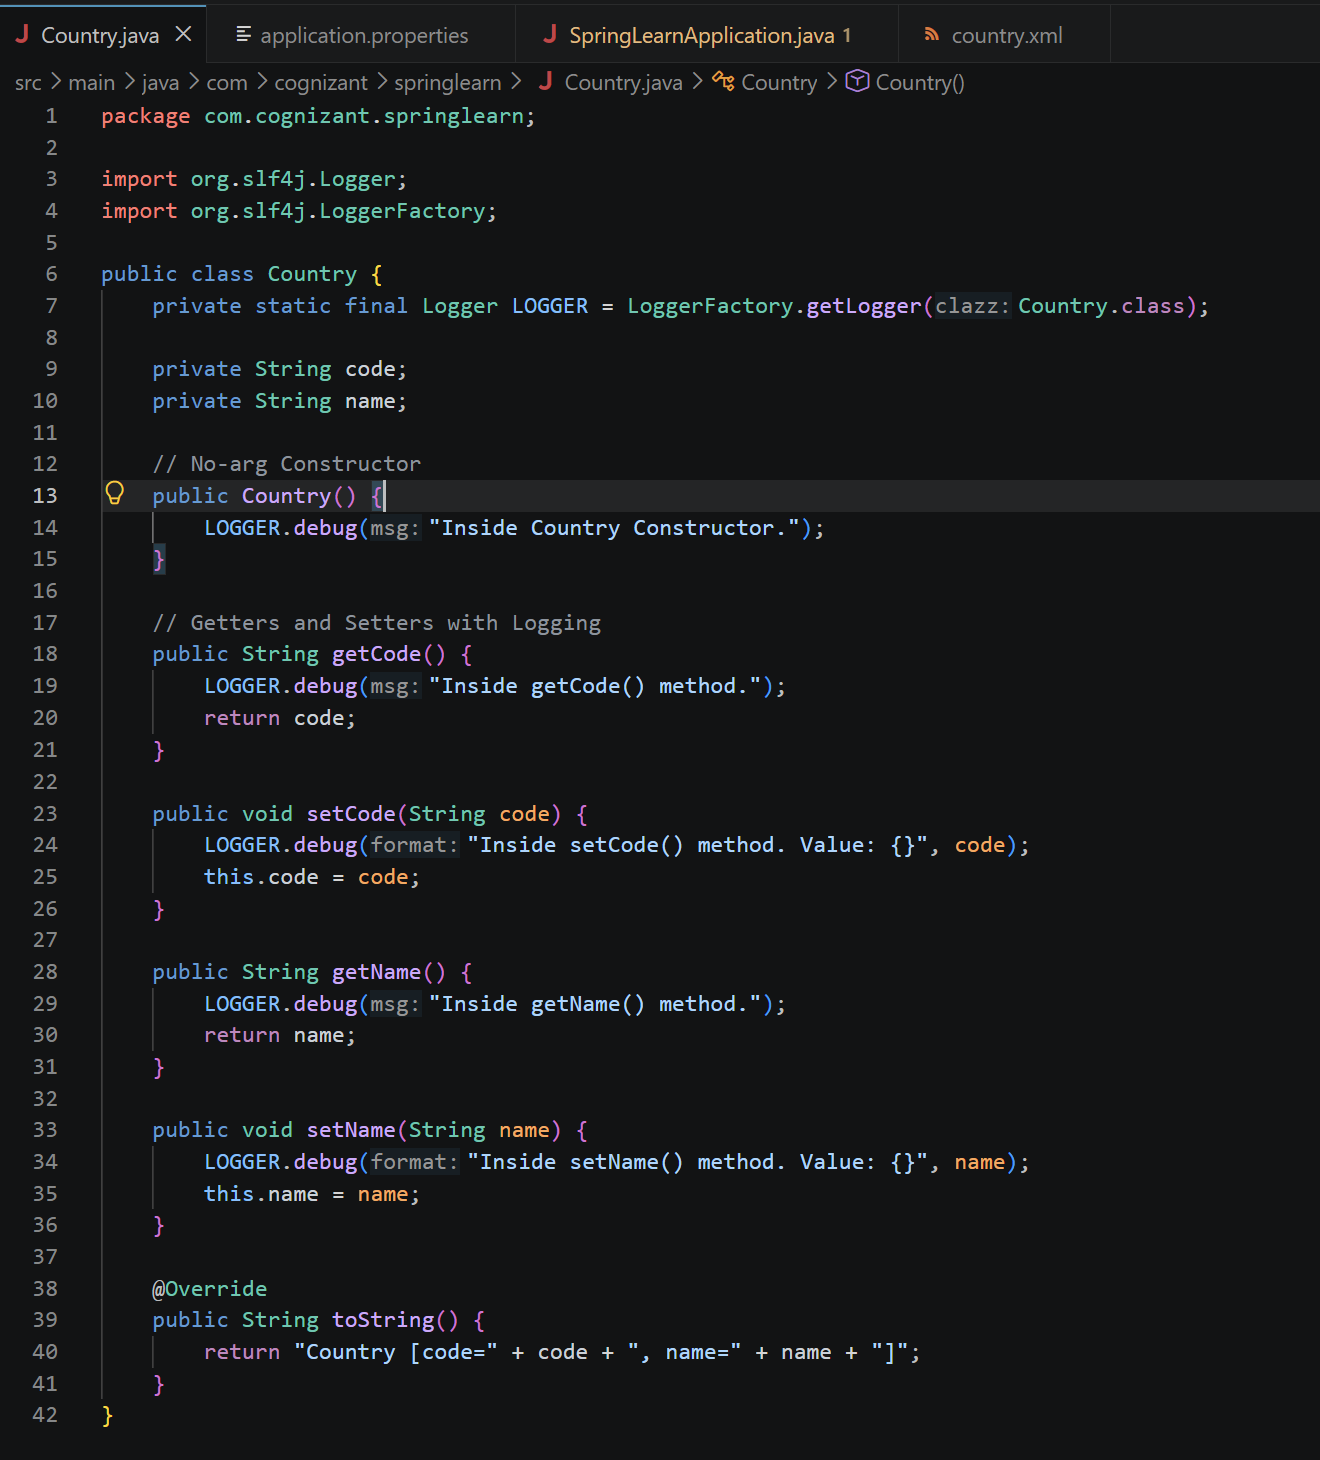 Country.java
application.properties
SpringLearnApplication.java 1
country.xml
src > main > java > com > cognizant > springlearn > Country.java > Country > Country()
1 package com.cognizant.springlearn;
2
3 import org.slf4j.Logger;
4 import org.slf4j.LoggerFactory;
5
6 public class Country {
7     private static final Logger LOGGER = LoggerFactory.getLogger(clazz: Country.class);
8
9     private String code;
10     private String name;
11
12     // No-arg Constructor
13     public Country() {
14         LOGGER.debug(msg: "Inside Country Constructor.");
15     }
16
17     // Getters and Setters with Logging
18     public String getCode() {
19         LOGGER.debug(msg: "Inside getCode() method.");
20         return code;
21     }
22
23     public void setCode(String code) {
24         LOGGER.debug(format: "Inside setCode() method. Value: {}", code);
25         this.code = code;
26     }
27
28     public String getName() {
29         LOGGER.debug(msg: "Inside getName() method.");
30         return name;
31     }
32
33     public void setName(String name) {
34         LOGGER.debug(format: "Inside setName() method. Value: {}", name);
35         this.name = name;
36     }
37
38     @Override
39     public String toString() {
40         return "Country [code=" + code + ", name=" + name + "]";
41     }
42 }